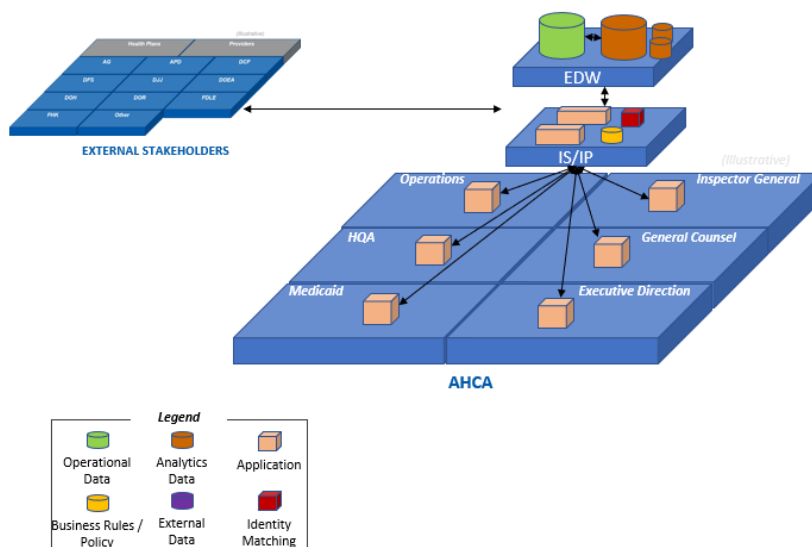 (Illustrative)
Health Plans
Providers
AG
APD
DCF
DFS
DJJ
DOEA
DOH
DOR
FDLE
FHK
Other
EXTERNAL STAKEHOLDERS
EDW
IS/IP
(Illustrative)
Operations
Inspector General
HQA
General Counsel
Medicaid
Executive Direction
AHCA
Legend
Operational
Data
Analytics
Data
Application
Business Rules /
Policy
External
Data
Identity
Matching